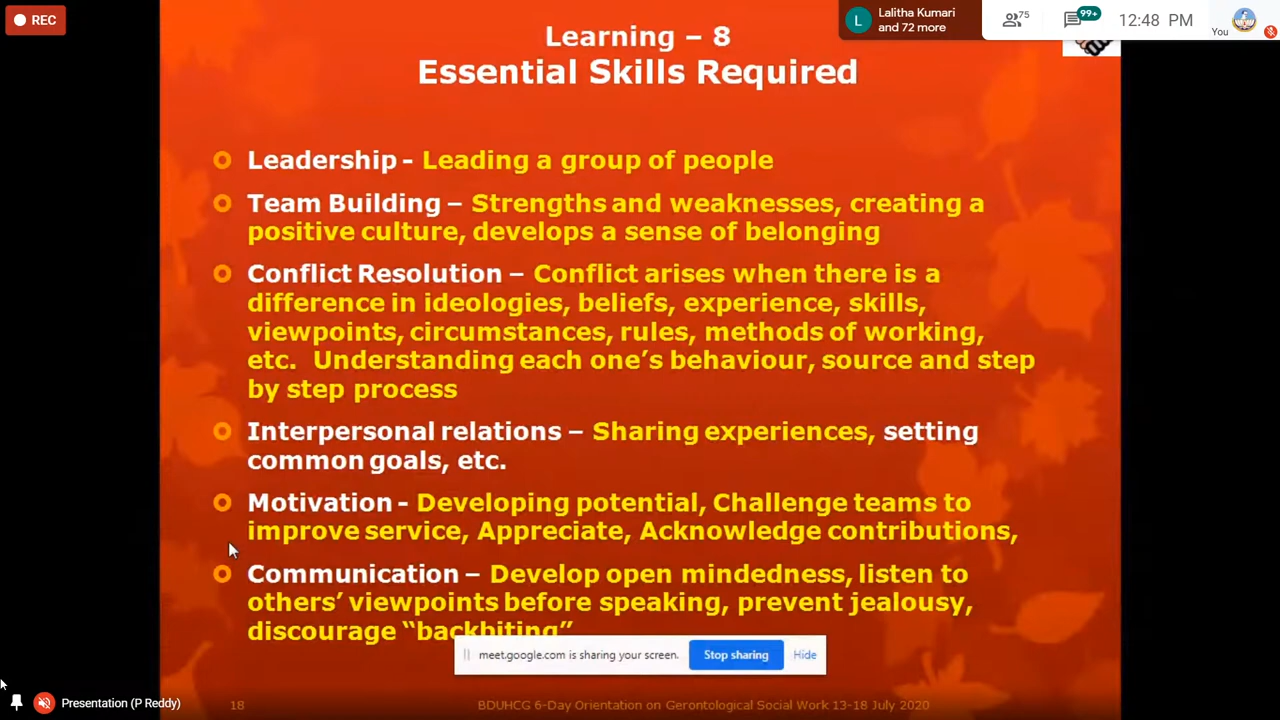 REC
Lalitha Kumari
and 72 more
75
99+
12:48 PM
You
Learning – 8
Essential Skills Required
Leadership - Leading a group of people
Team Building – Strengths and weaknesses, creating a
positive culture, develops a sense of belonging
Conflict Resolution – Conflict arises when there is a
difference in ideologies, beliefs, experience, skills,
viewpoints, circumstances, rules, methods of working,
etc. Understanding each one's behaviour, source and step
by step process
Interpersonal relations – Sharing experiences, setting
common goals, etc.
Motivation - Developing potential, Challenge teams to
improve service, Appreciate, Acknowledge contributions,
Communication – Develop open mindedness, listen to
others' viewpoints before speaking, prevent jealousy,
discourage "backbiting"
L
meet.google.com is sharing your screen.
Stop sharing
Hide
Presentation (P Reddy)
18
BDUHCG 6-Day Orientation on Gerontological Social Work 13-18 July 2020